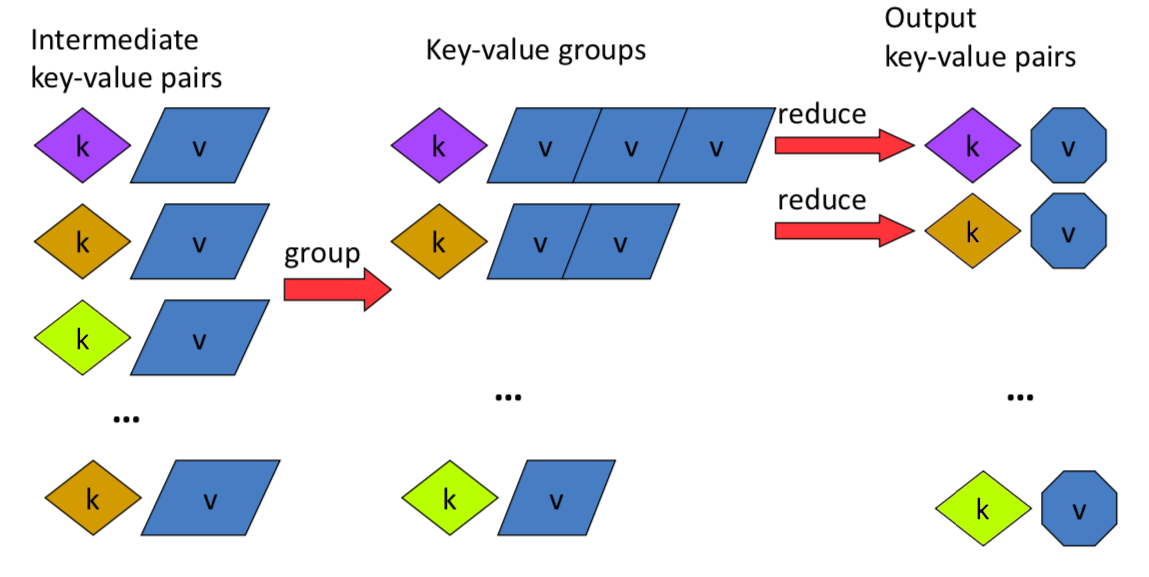 Intermediate
key-value pairs
Key-value groups
Output
key-value pairs
k v
k v v v
reduce
k v
k v
group
k v v
reduce
k v
k v
...
...
...
k v
k v
k v